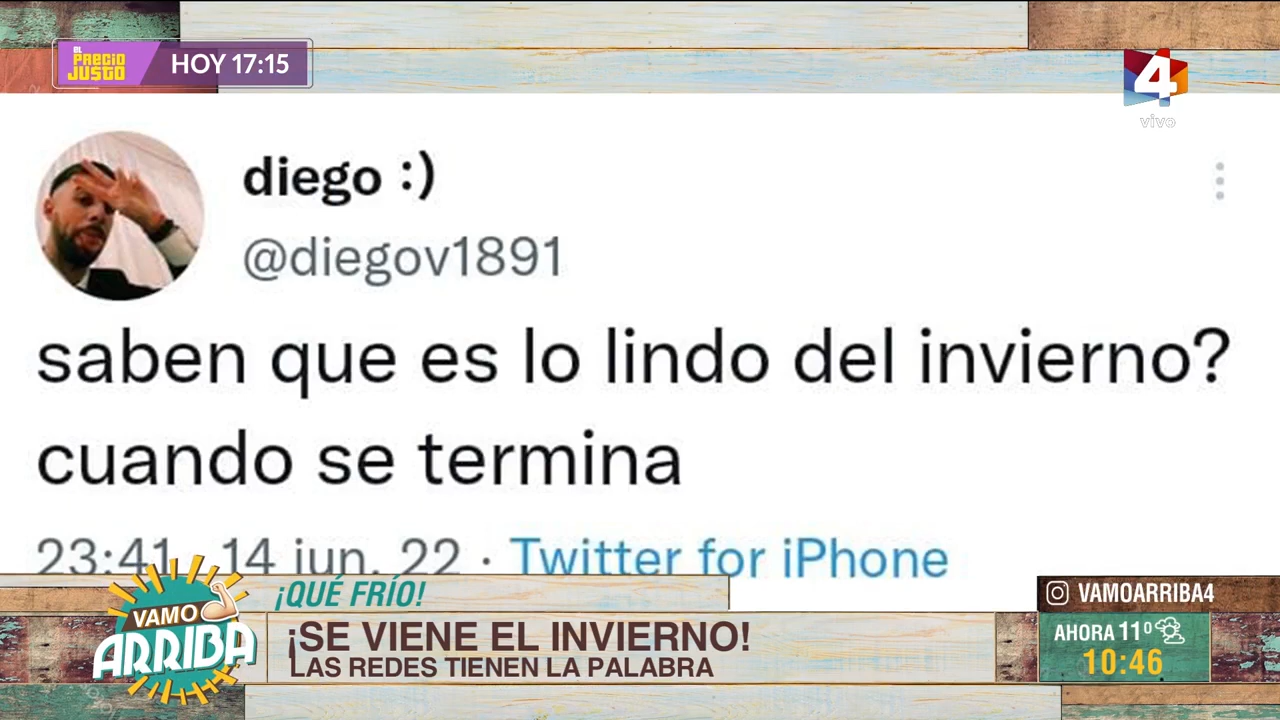 EL PRECIO JUSTO
HOY 17:15
4
vivo
diego :)
@diegov1891
saben que es lo lindo del invierno?
cuando se termina
23:41 · 14 jun. 22 · Twitter for iPhone
¡QUÉ FRÍO!
VAMO ARRIBA
¡SE VIENE EL INVIERNO!
LAS REDES TIENEN LA PALABRA
VAMOARRIBA4
AHORA 11º
10:46